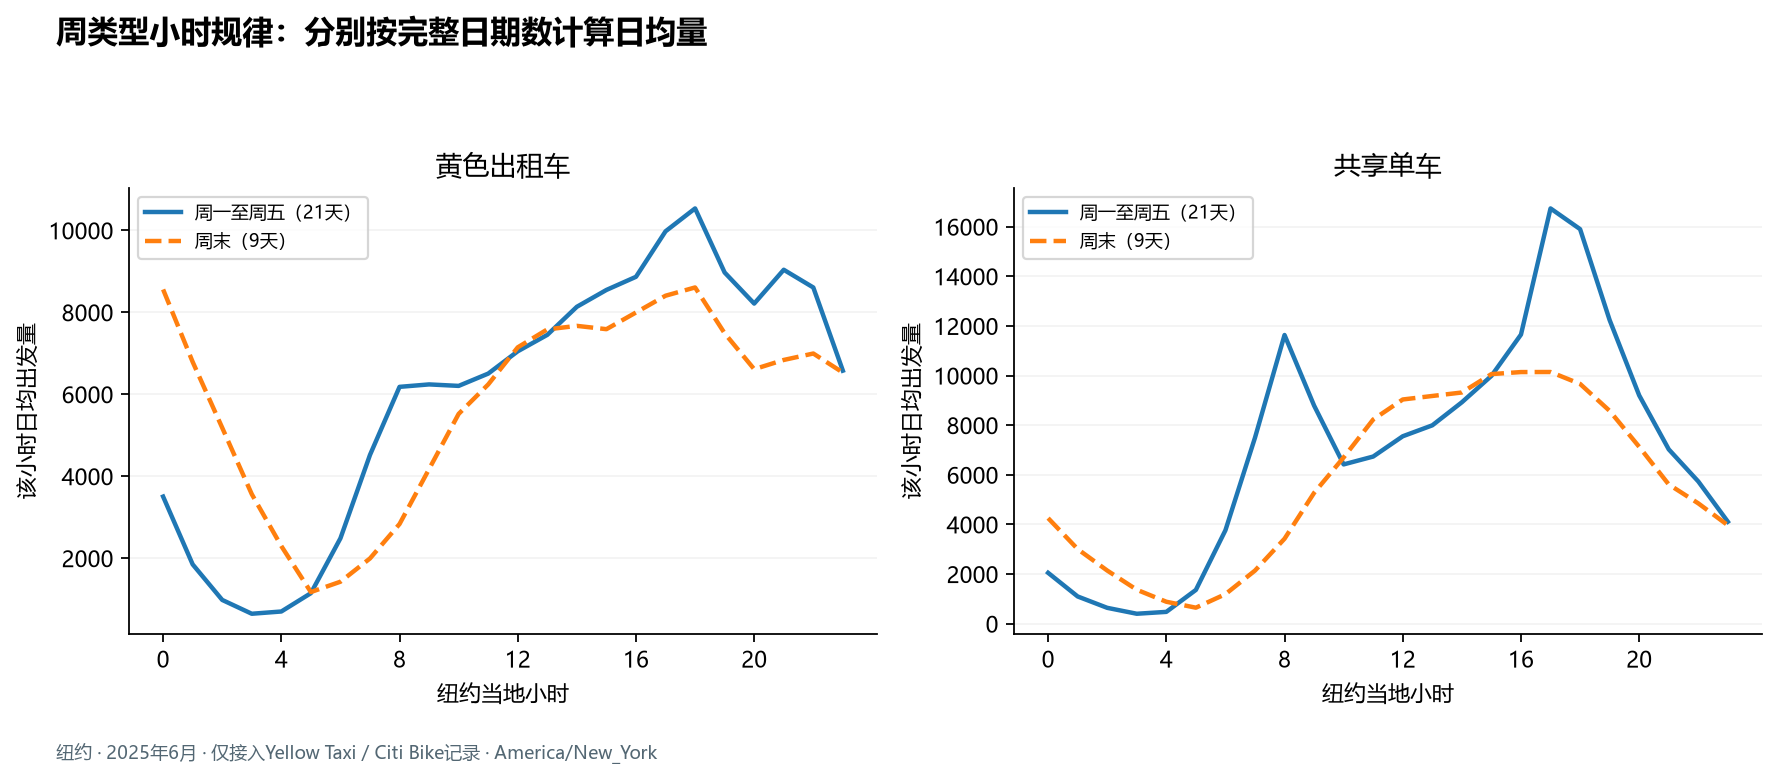 周类型小时规律：分别按完整日期数计算日均量
黄色出租车
周一至周五（21天）
周末（9天）
10000
8000
6000
4000
2000
该小时日均出发量
0 4 8 12 16 20
纽约当地小时
共享单车
周一至周五（21天）
周末（9天）
16000
14000
12000
10000
8000
6000
4000
2000
0
该小时日均出发量
0 4 8 12 16 20
纽约当地小时
纽约 · 2025年6月 · 仅接入Yellow Taxi / Citi Bike记录 · America/New_York